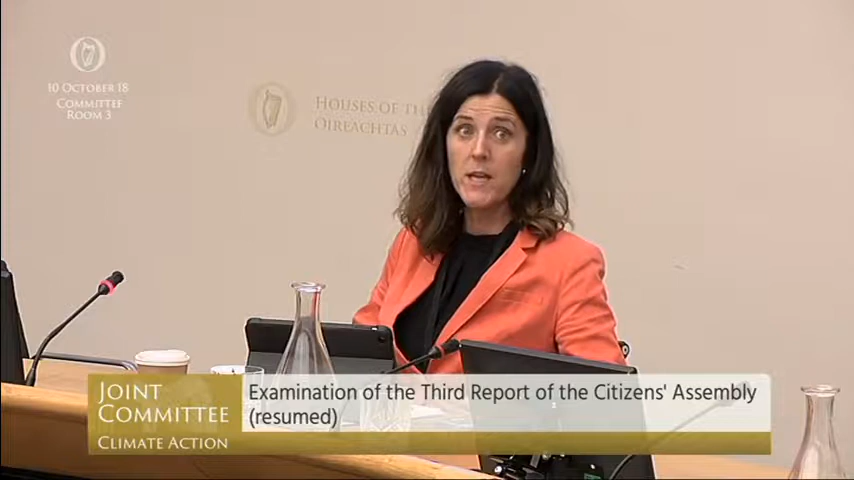 10 October 18
Committee
Room 3
Houses of the
Oireachtas
Joint
Committee
Climate Action
Examination of the Third Report of the Citizens' Assembly
(resumed)